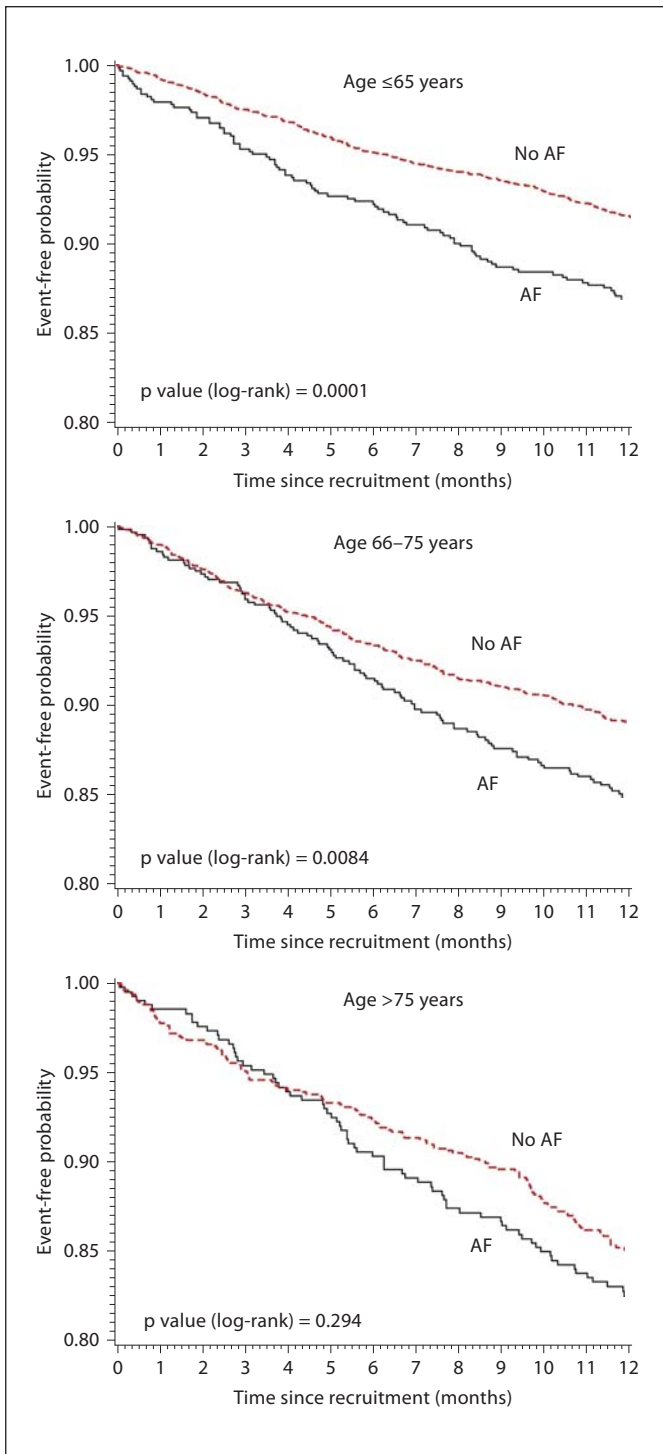 1.00
Age ≤65 years
No AF
0.95
Event-free probability
0.90
AF
0.85
p value (log-rank) = 0.0001
0.80
0 1 2 3 4 5 6 7 8 9 10 11 12
Time since recruitment (months)
1.00
Age 66–75 years
0.95
No AF
Event-free probability
0.90
AF
0.85
p value (log-rank) = 0.0084
0.80
0 1 2 3 4 5 6 7 8 9 10 11 12
Time since recruitment (months)
1.00
Age >75 years
0.95
Event-free probability
No AF
0.90
AF
0.85
p value (log-rank) = 0.294
0.80
0 1 2 3 4 5 6 7 8 9 10 11 12
Time since recruitment (months)